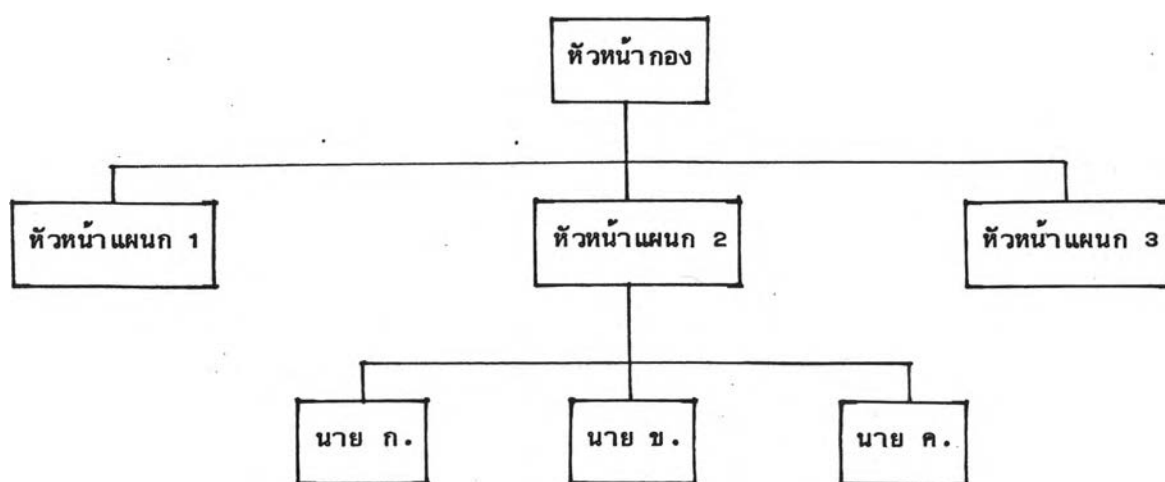 หัวหน้ากอง
หัวหน้าแผนก 1
หัวหน้าแผนก 2
หัวหน้าแผนก 3
นาย ก.
นาย ข.
นาย ค.